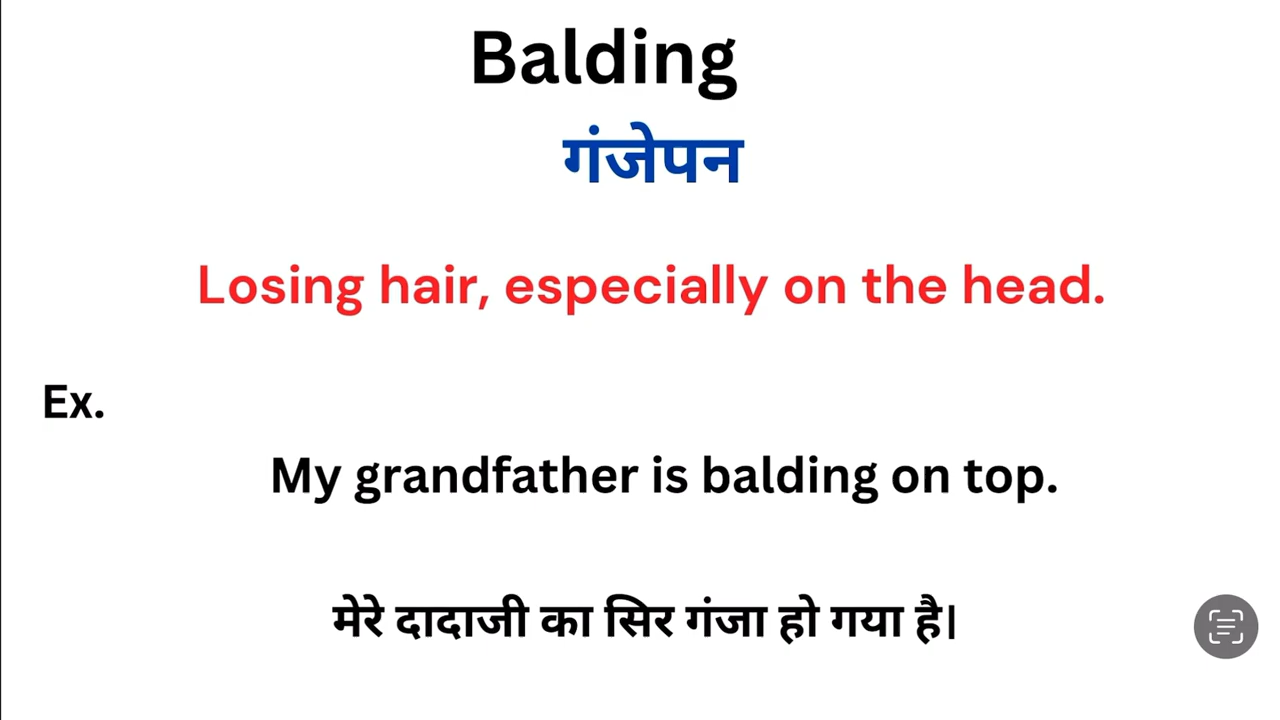 Balding
गंजेपन
Losing hair, especially on the head.
Ex.
My grandfather is balding on top.
मेरे दादाजी का सिर गंजा हो गया है।